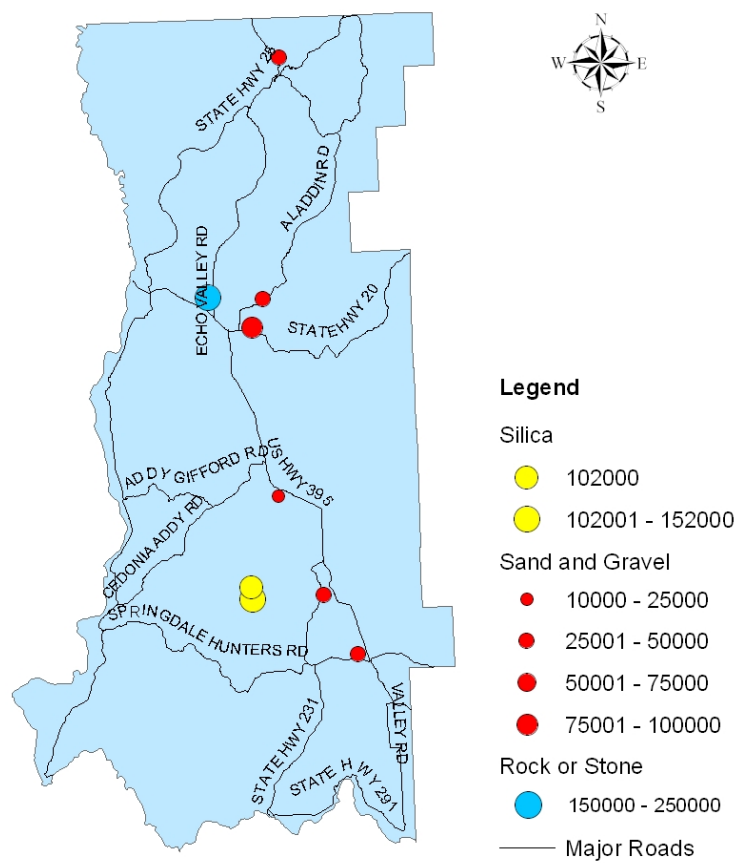 N
W E
S
STATE HWY 25
ALADDIN RD
ECHO VALLEY RD
STATE HWY 20
ADDY GIFFORD RD
US HWY 395
CEDONIA ADDY RD
SPRINGDALE HUNTERS RD
STATE HWY 231
VALLEY RD
STATE HWY 291
Legend
Silica
102000
102001 - 152000
Sand and Gravel
10000 - 25000
25001 - 50000
50001 - 75000
75001 - 100000
Rock or Stone
150000 - 250000
Major Roads